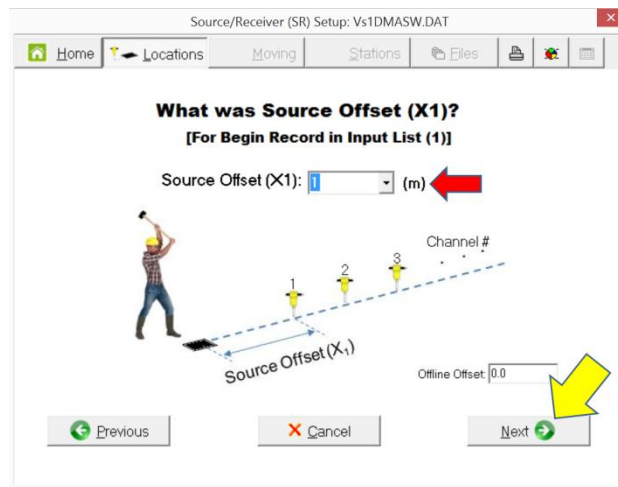 Source/Receiver (SR) Setup: Vs1DMASW.DAT
Home Locations Moving Stations Files
What was Source Offset (X1)?
[For Begin Record in Input List (1)]
Source Offset (X1): 1 (m)
Channel #
1 2 3 . . .
Source Offset (X₁)
Offline Offset: 0.0
Previous Cancel Next